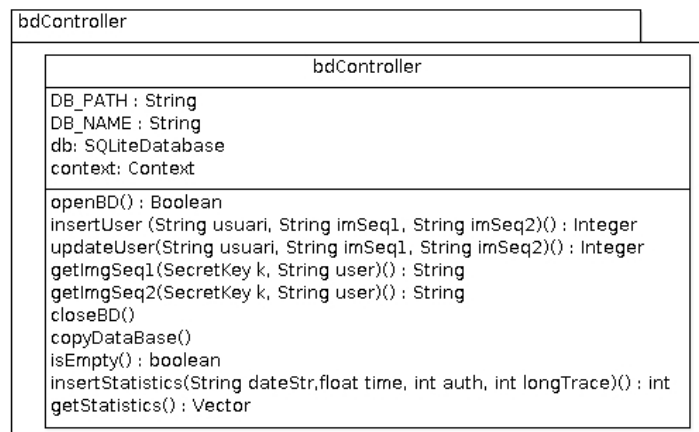 bdController
bdController
DB_PATH : String
DB_NAME : String
db: SQLiteDatabase
context: Context
openBD() : Boolean
insertUser (String usuari, String imSeq1, String imSeq2)() : Integer
updateUser(String usuari, String imSeq1, String imSeq2)() : Integer
getImgSeq1(SecretKey k, String user)() : String
getImgSeq2(SecretKey k, String user)() : String
closeBD()
copyDataBase()
isEmpty() : boolean
insertStatistics(String dateStr,float time, int auth, int longTrace)() : int
getStatistics() : Vector